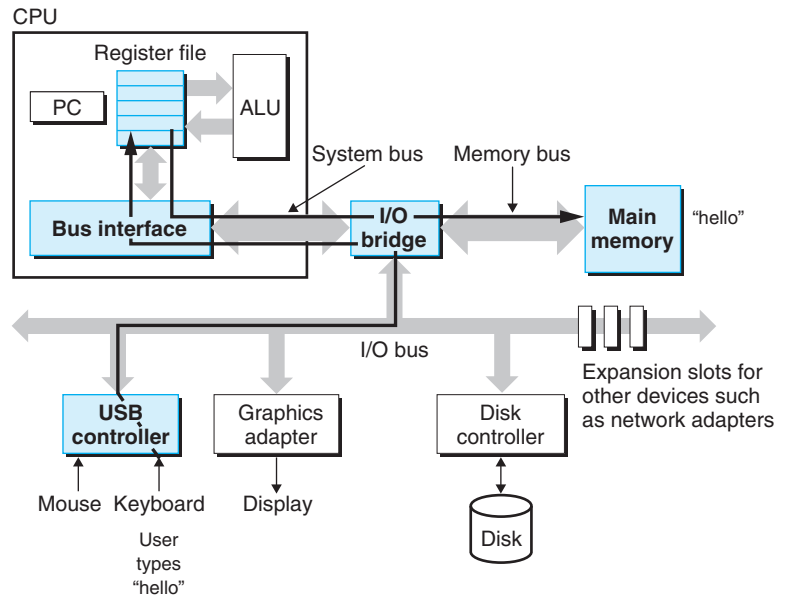 CPU
Register file
PC
ALU
System bus
Memory bus
Bus interface
I/O
bridge
Main
memory
“hello”
I/O bus
Expansion slots for
other devices such
as network adapters
USB
controller
Graphics
adapter
Disk
controller
Mouse
Keyboard
Display
Disk
User
types
“hello”